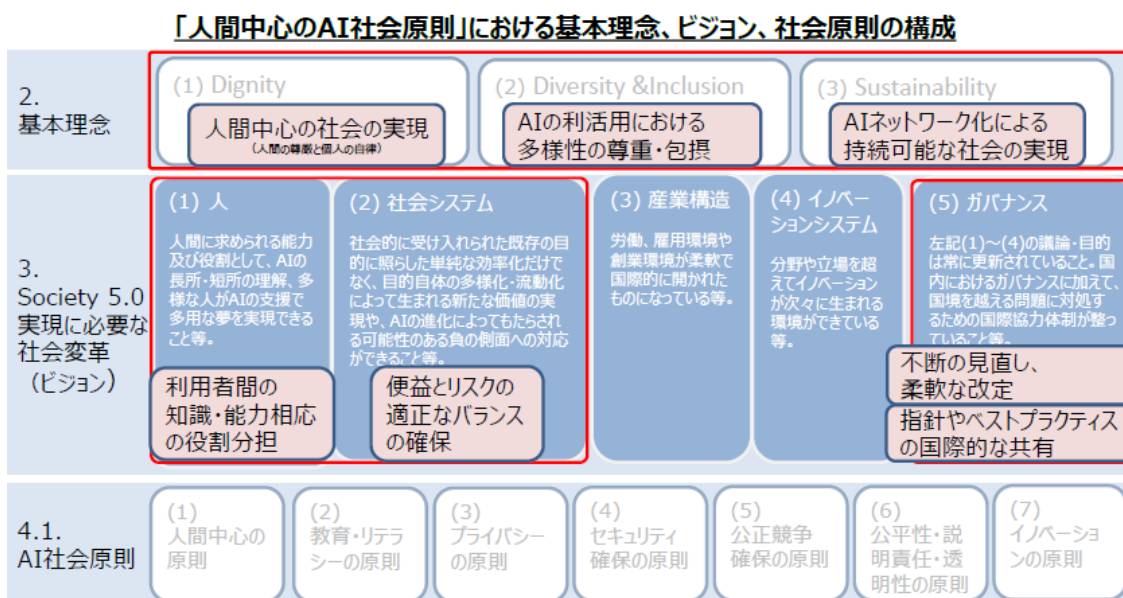 「人間中心のAI社会原則」における基本理念、ビジョン、社会原則の構成
2.
基本理念
(1) Dignity
人間中心の社会の実現
(人間の尊厳と個人の自律)
(2) Diversity &Inclusion
AIの利活用における
多様性の尊重・包摂
(3) Sustainability
AIネットワーク化による
持続可能な社会の実現
3.
Society 5.0
実現に必要な
社会変革
(ビジョン)
(1) 人
人間に求められる能力
及び役割として、AIの
長所・短所の理解、多
様な人がAIの支援で
多用な夢を実現できる
こと等。
利用者間の
知識・能力相応
の役割分担
(2) 社会システム
社会的に受け入れられた既存の目
的に照らした単純な効率化だけで
なく、目的自体の多様化・流動化
によって生まれる新たな価値の実
現や、AIの進化によってもたらされ
る可能性のある負の側面への対応
ができること等。
便益とリスクの
適正なバランス
の確保
(3) 産業構造
労働、雇用環境や
創業環境が柔軟で
国際的に開かれた
ものになっている等。
(4) イノベー
ションシステム
分野や立場を超
えてイノベーション
が次々に生まれる
環境ができている
等。
(5) ガバナンス
左記(1)～(4)の議論・目的
は常に更新されていること。国
内におけるガバナンスに加えて、
国境を越える問題に対処す
るための国際協力体制が整っ
ていること等。
不断の見直し、
柔軟な改定
指針やベストプラクティス
の国際的な共有
4.1.
AI社会原則
(1)
人間中心の
原則
(2)
教育・リテラ
シーの原則
(3)
プライバシー
の原則
(4)
セキュリティ
確保の原則
(5)
公正競争
確保の原則
(6)
公平性・説
明責任・透
明性の原則
(7)
イノベーショ
ンの原則